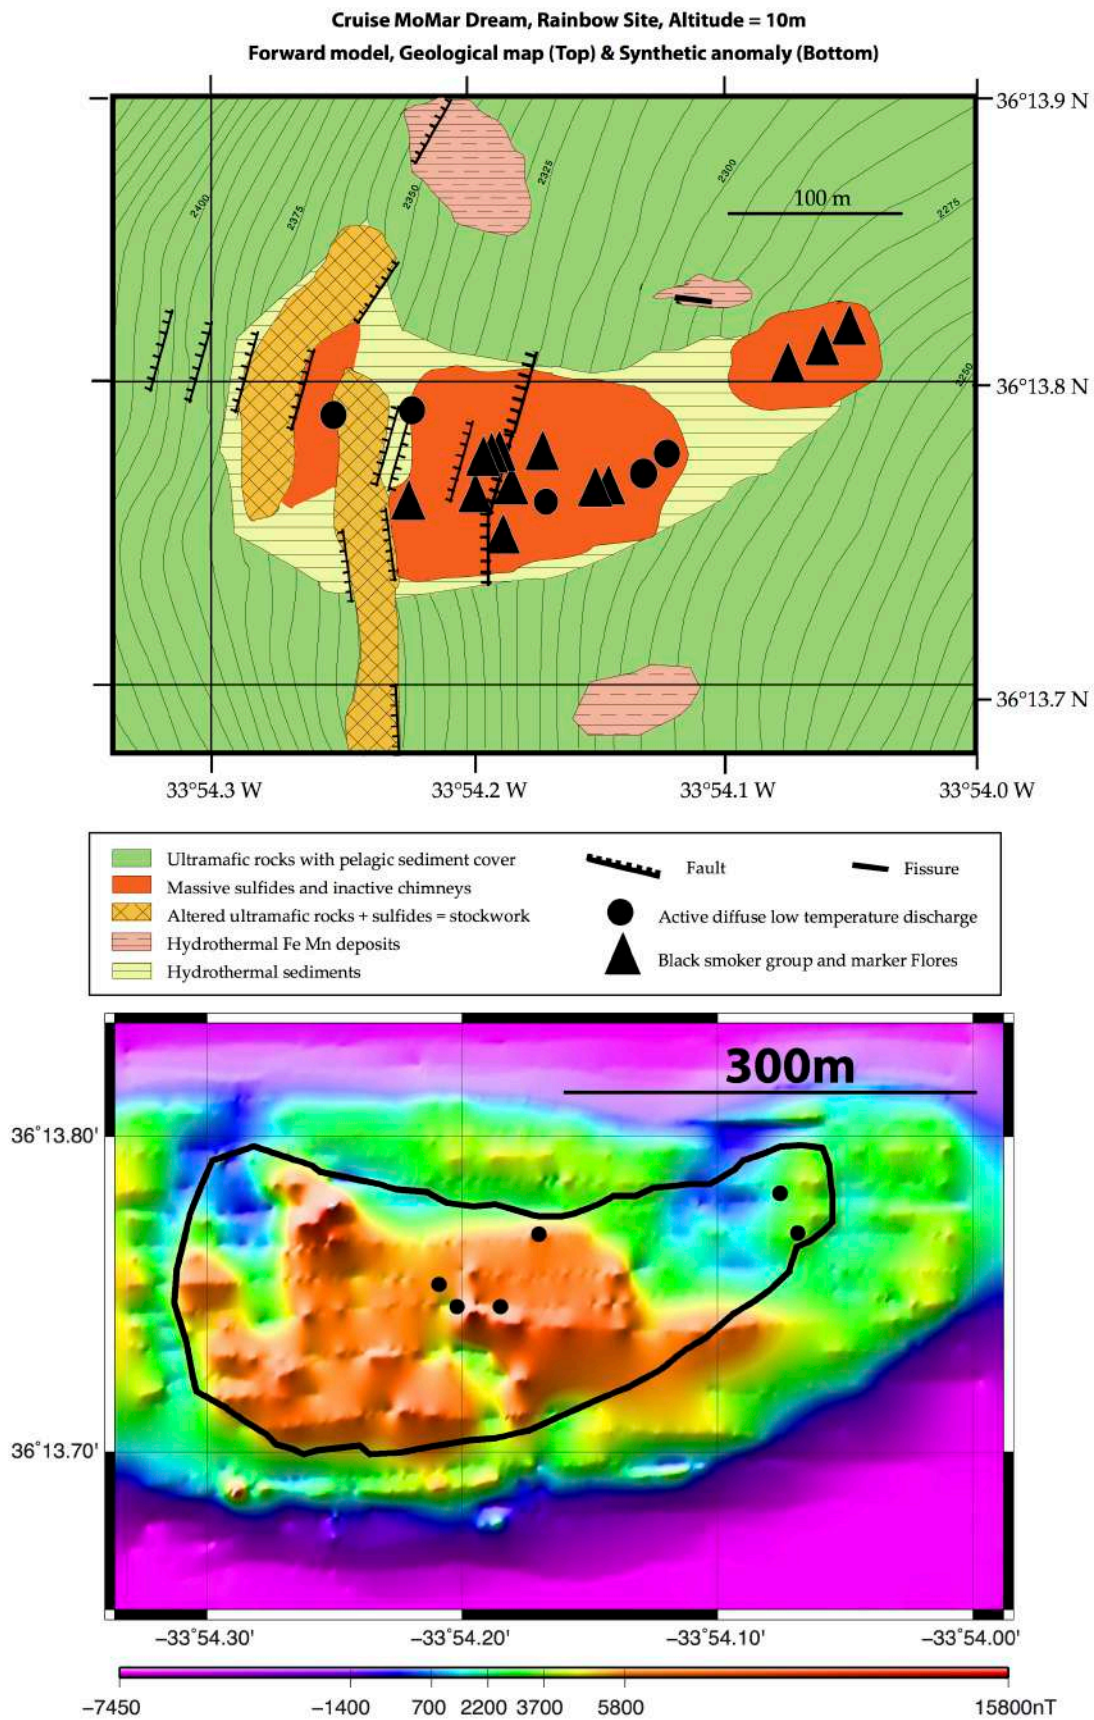 Cruise MoMar Dream, Rainbow Site, Altitude = 10m
Forward model, Geological map (Top) & Synthetic anomaly (Bottom)
36°13.9 N
2400
2375
2350
2325
2300
2275
100 m
2250
36°13.8 N
36°13.7 N
33°54.3 W
33°54.2 W
33°54.1 W
33°54.0 W
Ultramafic rocks with pelagic sediment cover
Massive sulfides and inactive chimneys
Altered ultramafic rocks + sulfides = stockwork
Hydrothermal Fe Mn deposits
Hydrothermal sediments
Fault
Fissure
Active diffuse low temperature discharge
Black smoker group and marker Flores
300m
36°13.80'
36°13.70'
−33°54.30'
−33°54.20'
−33°54.10'
−33°54.00'
−7450
−1400
700
2200
3700
5800
15800nT